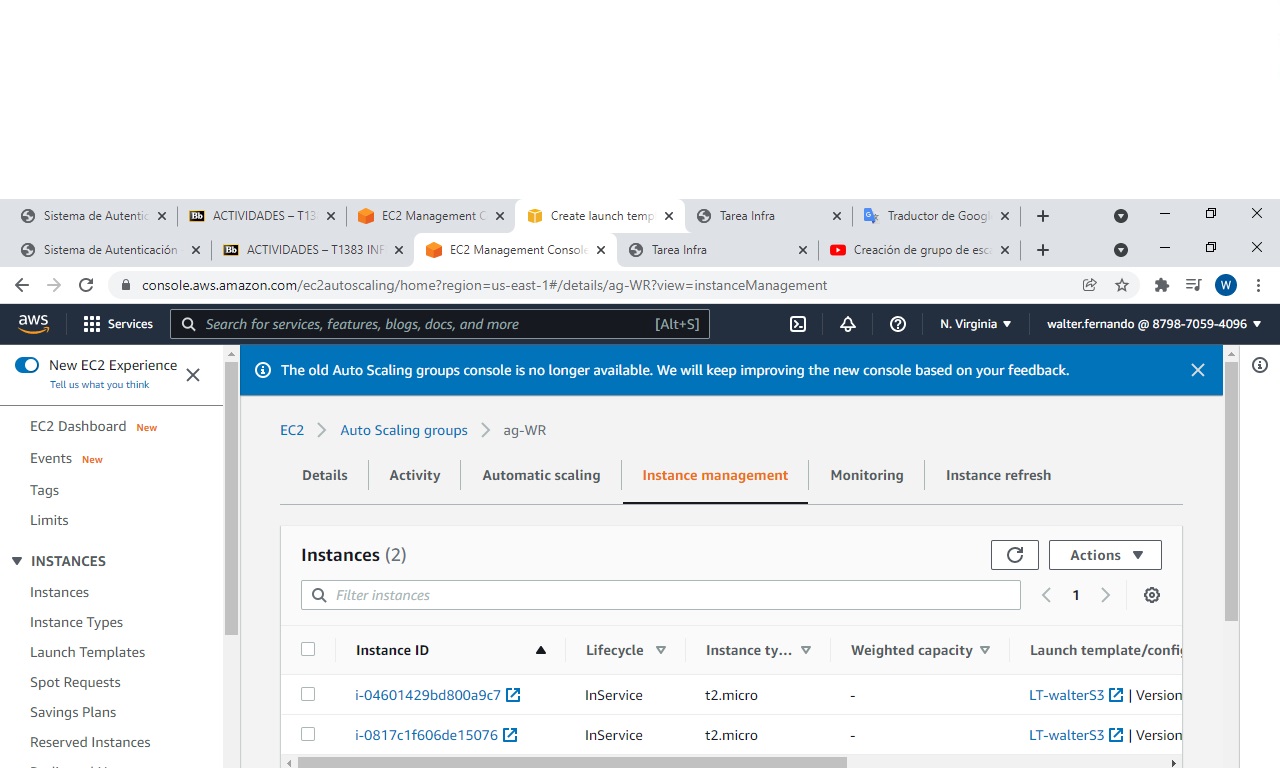 Sistema de Autentic
ACTIVIDADES – T13
EC2 Management C
Create launch temp
Tarea Infra
Traductor de Googl
Sistema de Autenticación
ACTIVIDADES – T1383 INF
EC2 Management Console
Tarea Infra
Creación de grupo de esca
console.aws.amazon.com/ec2autoscaling/home?region=us-east-1#/details/ag-WR?view=instanceManagement
W
aws
Services
Search for services, features, blogs, docs, and more
[Alt+S]
N. Virginia
walter.fernando @ 8798-7059-4096
New EC2 Experience
Tell us what you think
EC2 Dashboard New
Events New
Tags
Limits
INSTANCES
Instances
Instance Types
Launch Templates
Spot Requests
Savings Plans
Reserved Instances
The old Auto Scaling groups console is no longer available. We will keep improving the new console based on your feedback.
EC2
Auto Scaling groups
ag-WR
Details
Activity
Automatic scaling
Instance management
Monitoring
Instance refresh
Instances (2)
Actions
Filter instances
1
Instance ID
Lifecycle
Instance ty...
Weighted capacity
Launch template/config
i-04601429bd800a9c7
InService
t2.micro
-
LT-walterS3 | Version
i-0817c1f606de15076
InService
t2.micro
-
LT-walterS3 | Version